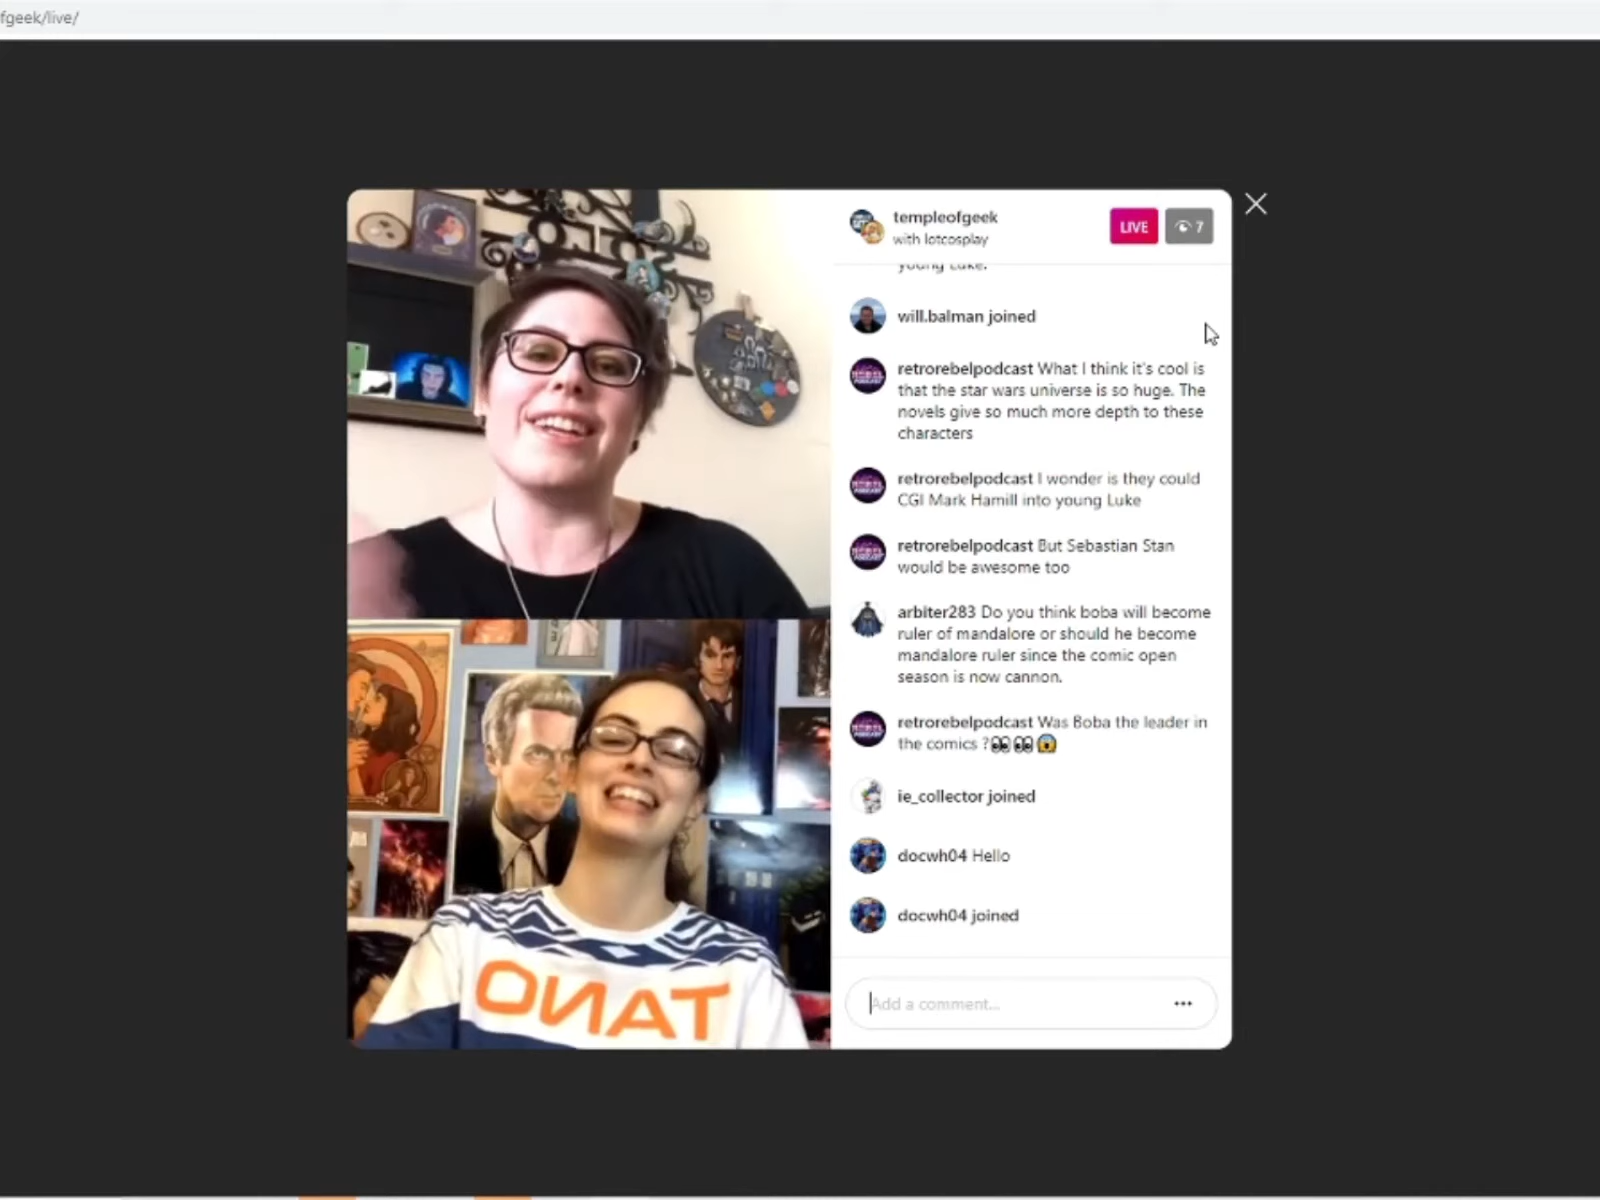 fgeek/live/
templeofgeek
with lotcosplay
LIVE
7
young Luke.
will.balman joined
retrorebelpodcast What I think it's cool is
that the star wars universe is so huge. The
novels give so much more depth to these
characters
retrorebelpodcast I wonder is they could
CGI Mark Hamill into young Luke
retrorebelpodcast But Sebastian Stan
would be awesome too
arbiter283 Do you think boba will become
ruler of mandalore or should he become
mandalore ruler since the comic open
season is now cannon.
retrorebelpodcast Was Boba the leader in
the comics ?👀👀😱
ie_collector joined
docwh04 Hello
docwh04 joined
Add a comment...
TANO